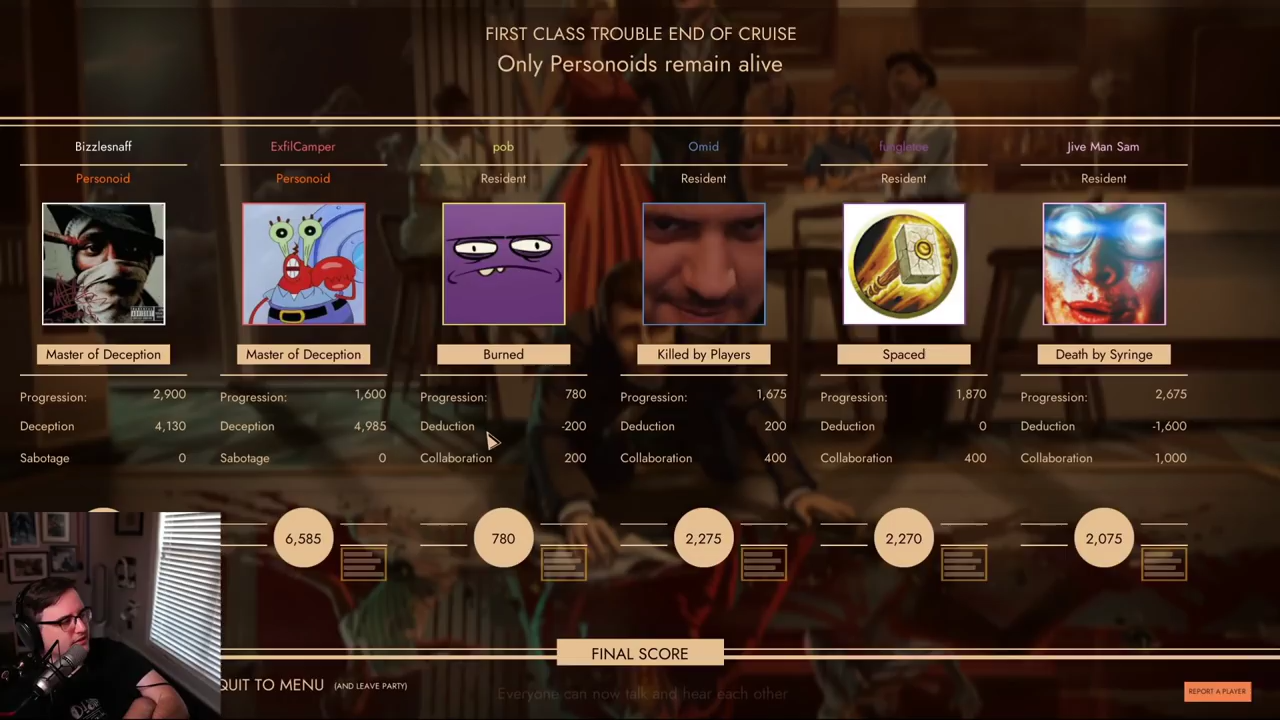 FIRST CLASS TROUBLE END OF CRUISE
Only Personoids remain alive
Bizzlesnaff
ExfilCamper
pob
Omid
fungletoe
Jive Man Sam
Personoid
Personoid
Resident
Resident
Resident
Resident
Master of Deception
Master of Deception
Burned
Killed by Players
Spaced
Death by Syringe
Progression: 2,900
Progression: 1,600
Progression: 780
Progression: 1,675
Progression: 1,870
Progression: 2,675
Deception 4,130
Deception 4,985
Deduction -200
Deduction 200
Deduction 0
Deduction -1,600
Sabotage 0
Sabotage 0
Collaboration 200
Collaboration 400
Collaboration 400
Collaboration 1,000
6,585
780
2,275
2,270
2,075
FINAL SCORE
QUIT TO MENU (AND LEAVE PARTY)
Everyone can now talk and hear each other
REPORT A PLAYER